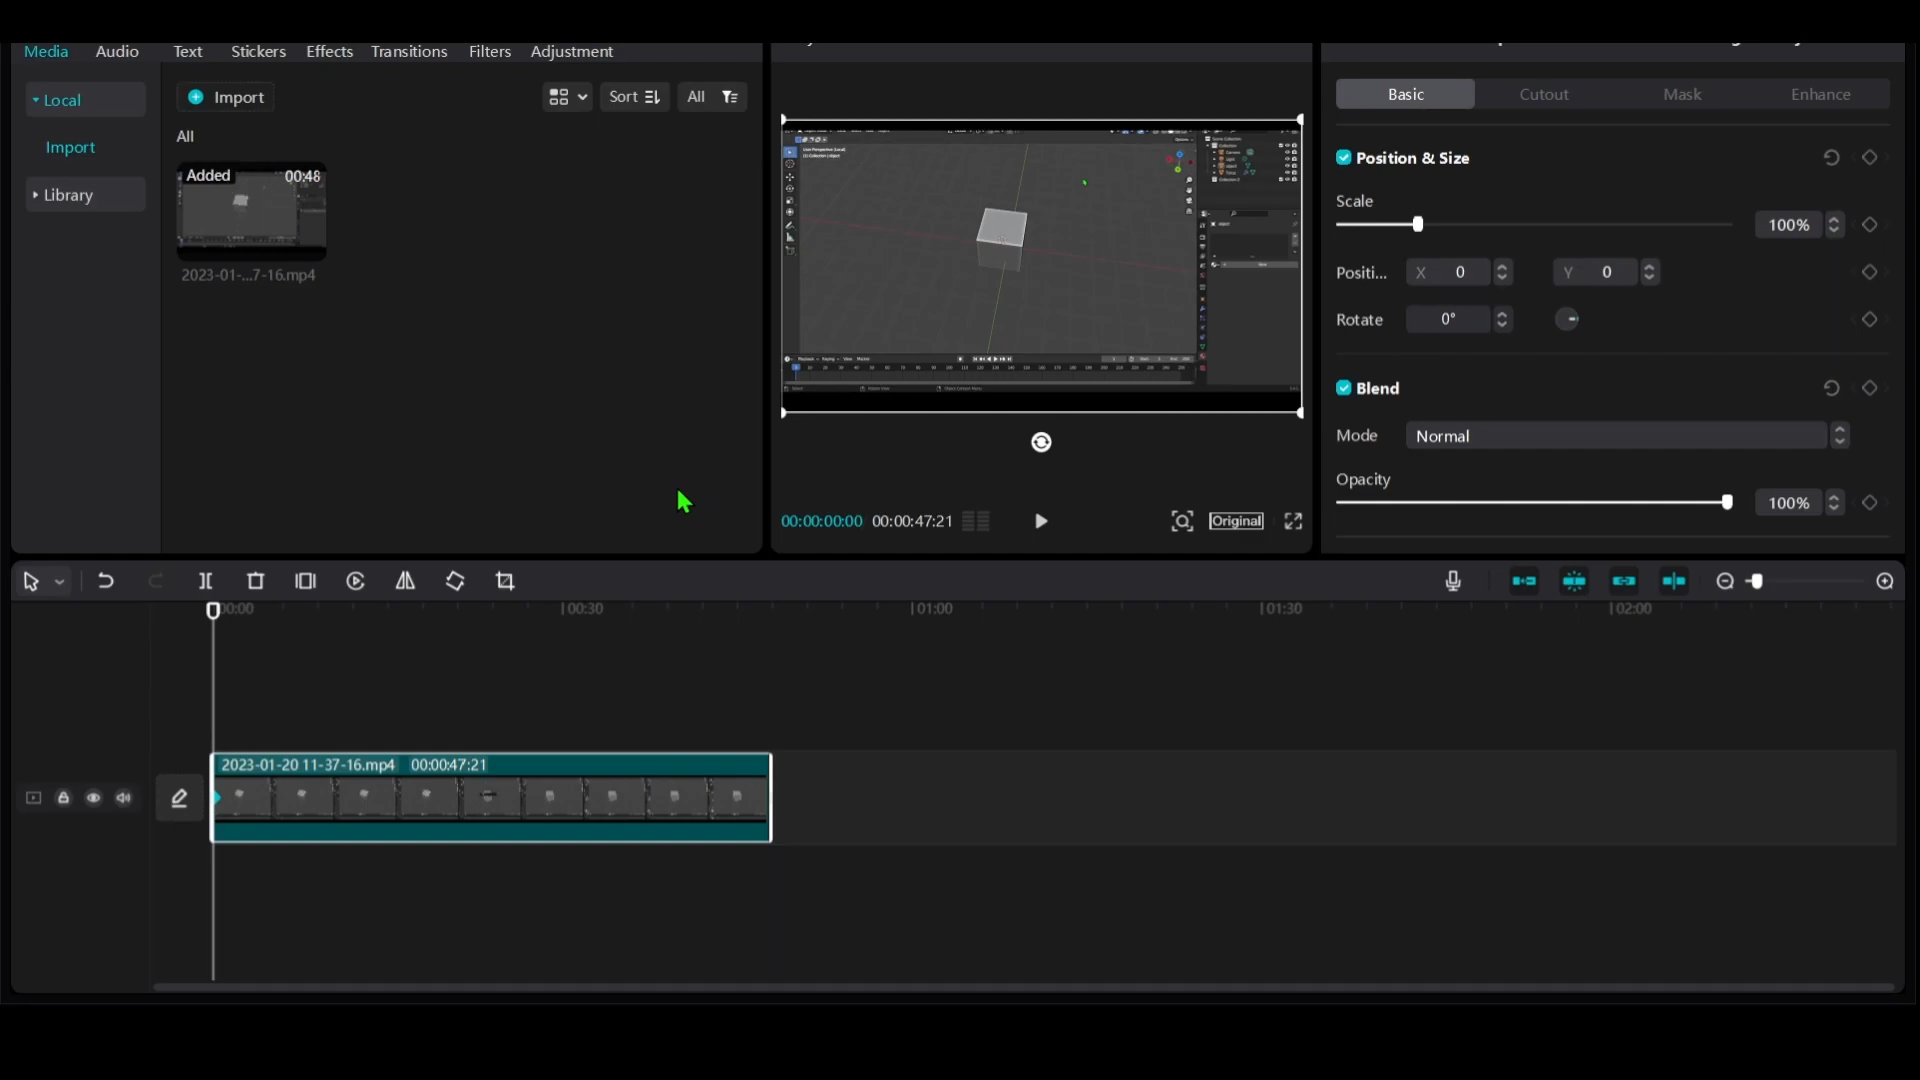 Media Audio Text Stickers Effects Transitions Filters Adjustment
Local
Import
Library
Import
Sort
All
All
Added 00:48
2023-01-...7-16.mp4
00:00:00:00 00:00:47:21
Original
Basic Cutout Mask Enhance
Position & Size
Scale
100%
Positi... X 0 Y 0
Rotate 0°
Blend
Mode Normal
Opacity
100%
00:00 00:30 01:00 01:30 02:00
2023-01-20 11-37-16.mp4 00:00:47:21